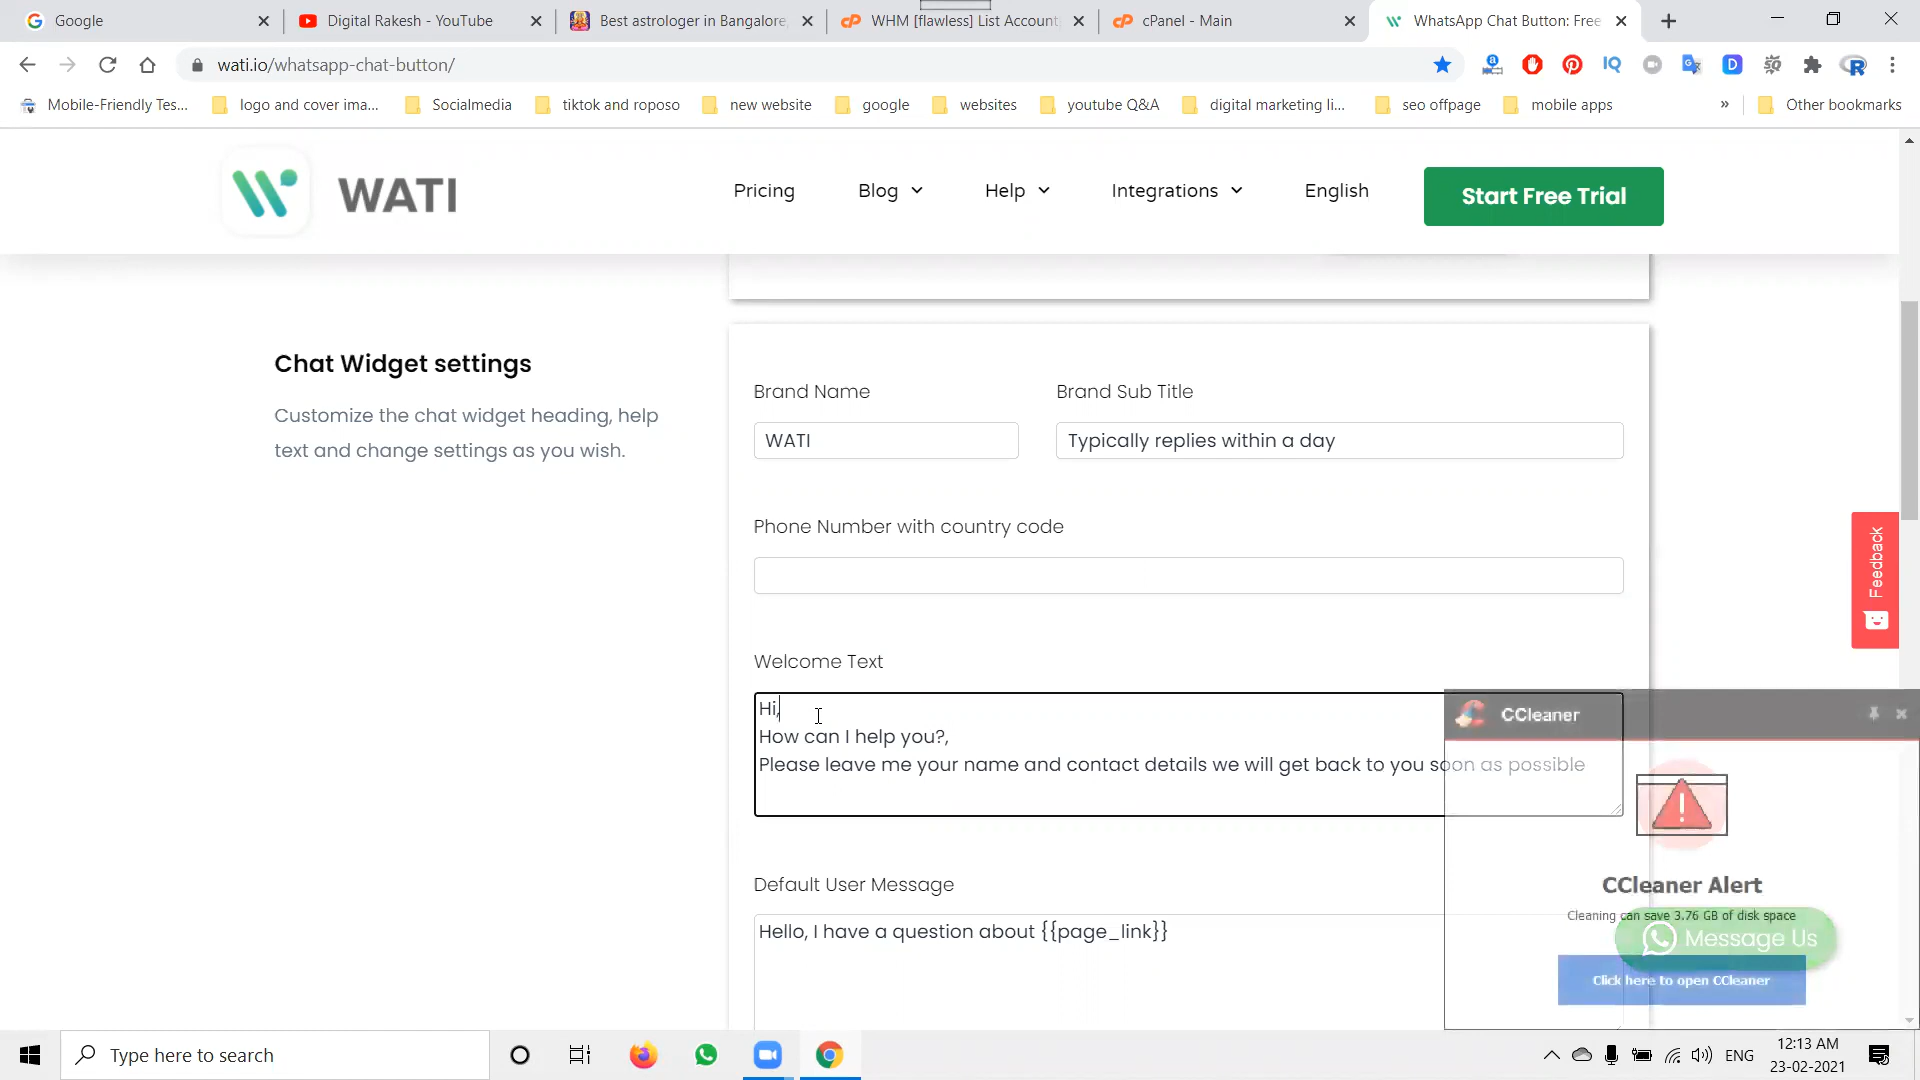 Google
Digital Rakesh - YouTube
Best astrologer in Bangalore,
WHM [flawless] List Account
cPanel - Main
WhatsApp Chat Button: Free
wati.io/whatsapp-chat-button/
Mobile-Friendly Tes...
logo and cover ima...
Socialmedia
tiktok and roposo
new website
google
websites
youtube Q&A
digital marketing li...
seo offpage
mobile apps
»
Other bookmarks
WATI
Pricing
Blog
Help
Integrations
English
Start Free Trial
Chat Widget settings
Customize the chat widget heading, help
text and change settings as you wish.
Brand Name
Brand Sub Title
WATI
Typically replies within a day
Phone Number with country code
Feedback
Welcome Text
Hi,
How can I help you?,
Please leave me your name and contact details we will get back to you soon as possible
CCleaner
CCleaner Alert
Cleaning can save 3.76 GB of disk space
Message Us
Click here to open CCleaner
Default User Message
Hello, I have a question about {{page_link}}
Type here to search
ENG
12:13 AM
23-02-2021